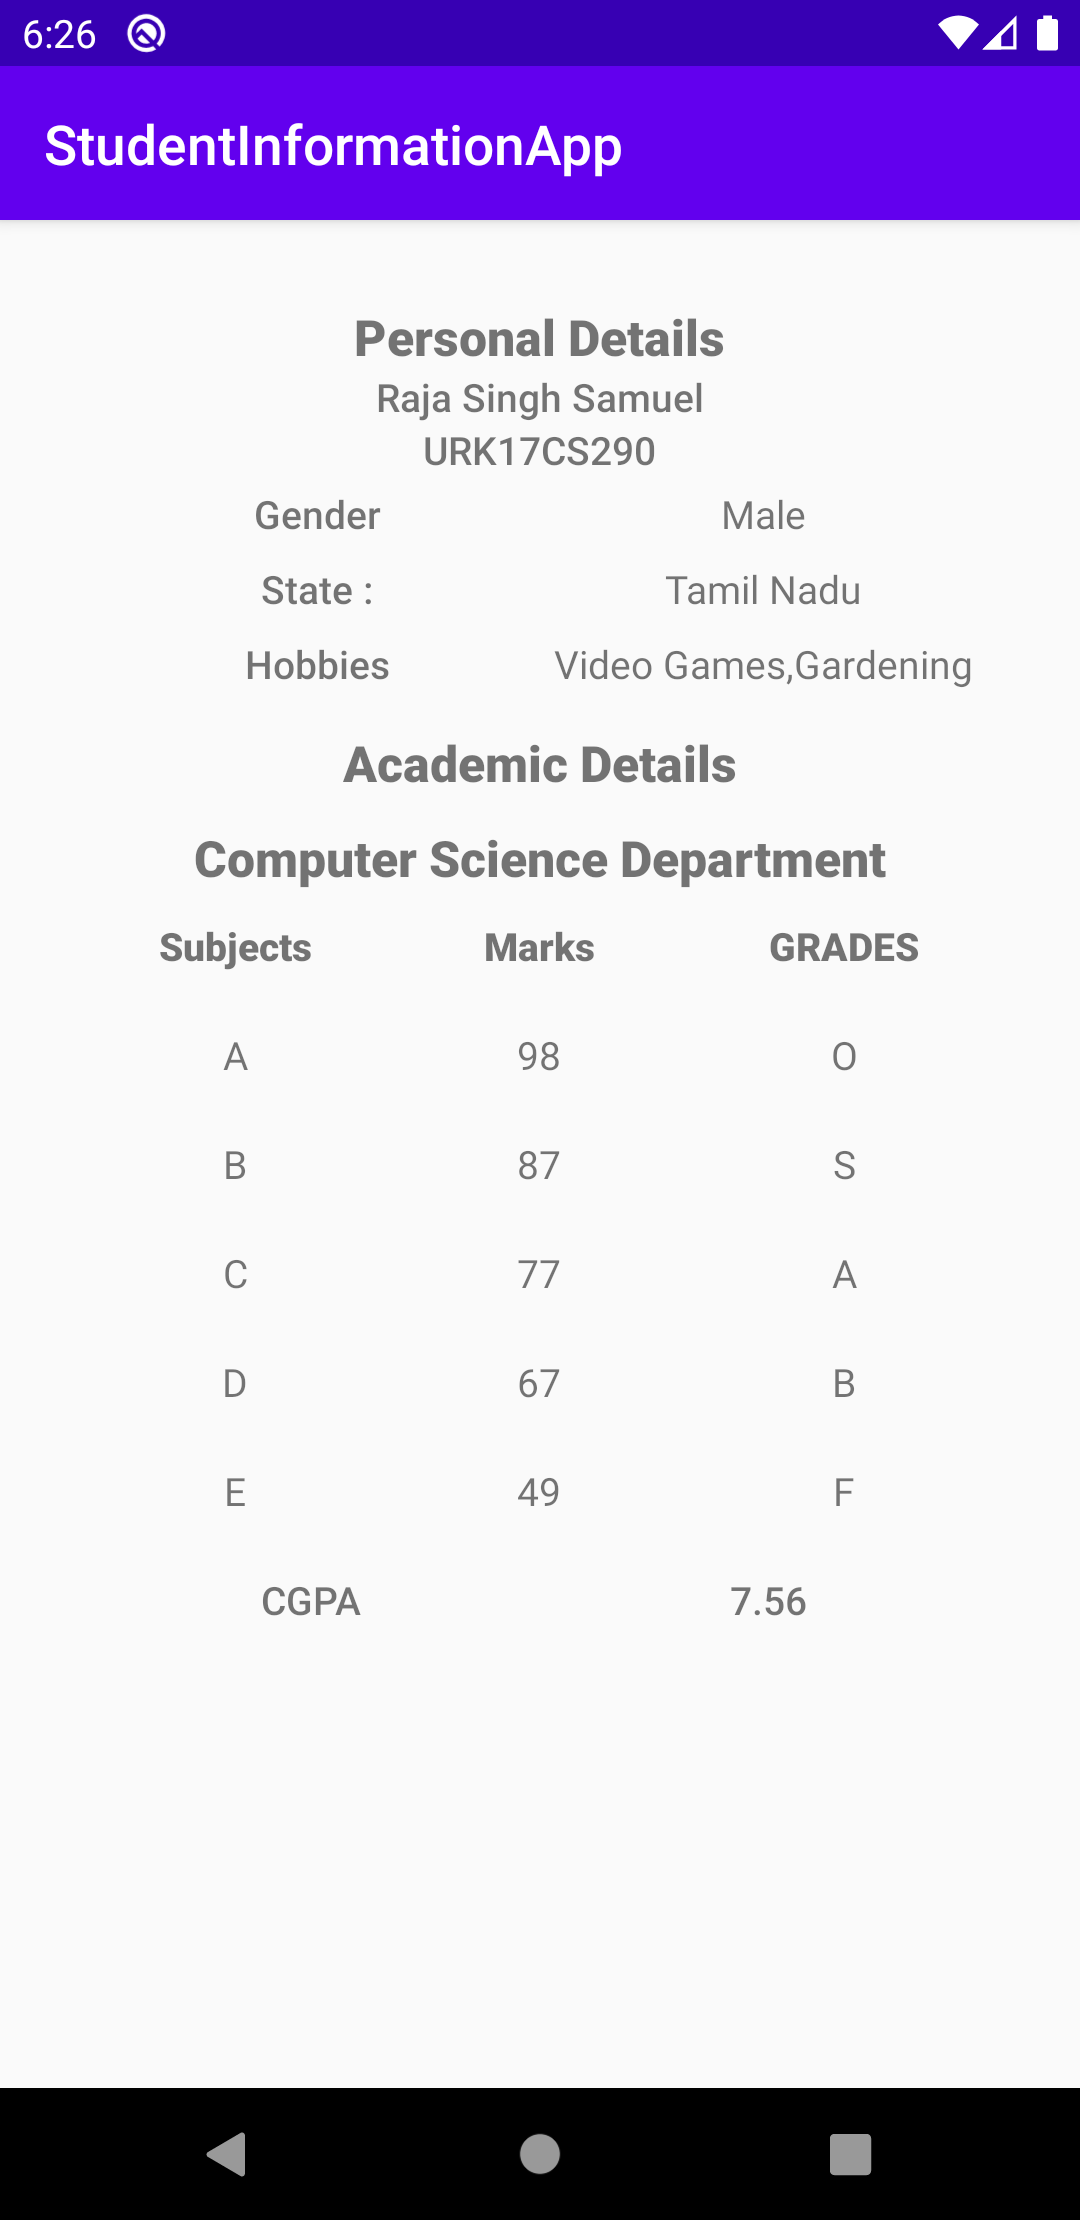 6:26
StudentInformationApp
Personal Details
Raja Singh Samuel
URK17CS290
Gender Male
State : Tamil Nadu
Hobbies Video Games,Gardening
Academic Details
Computer Science Department
Subjects Marks GRADES
A 98 O
B 87 S
C 77 A
D 67 B
E 49 F
CGPA 7.56